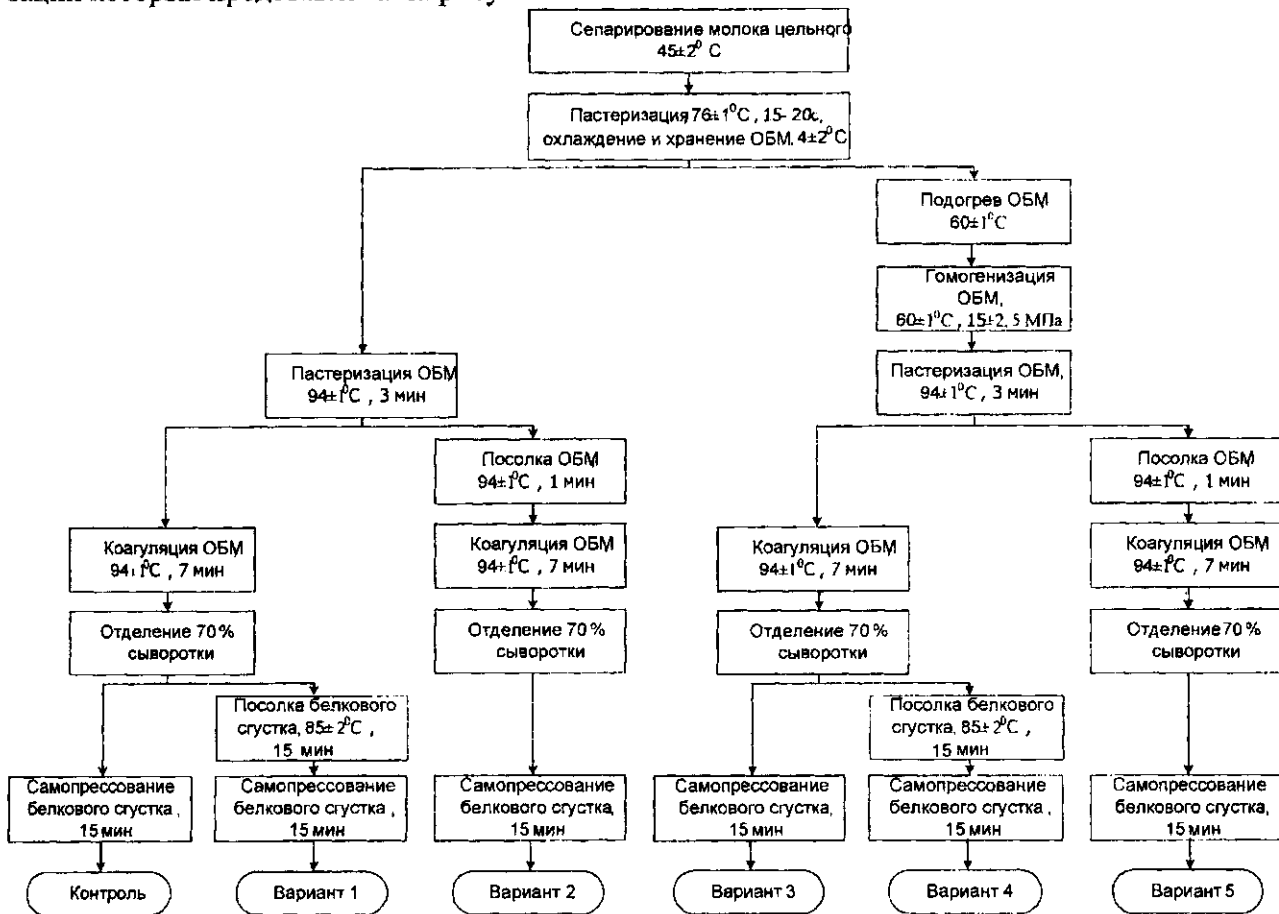 Сепарирование молока цельного
45±2⁰ С
Пастеризация 76±1⁰С , 15- 20с,
охлаждение и хранение ОБМ, 4±2⁰С
Подогрев ОБМ
60±1⁰С
Гомогенизация
ОБМ,
60±1⁰С , 15±2,5 МПа
Пастеризация ОБМ
94±1⁰С , 3 мин
Пастеризация ОБМ,
94±1⁰С , 3 мин
Посолка ОБМ
94±1⁰С , 1 мин
Посолка ОБМ
94±1⁰С , 1 мин
Коагуляция ОБМ
94±1⁰С , 7 мин
Коагуляция ОБМ
94±1⁰С , 7 мин
Коагуляция ОБМ
94±1⁰С , 7 мин
Коагуляция ОБМ
94±1⁰С , 7 мин
Отделение 70%
сыворотки
Отделение 70%
сыворотки
Отделение 70%
сыворотки
Отделение 70%
сыворотки
Посолка белкового
сгустка, 85±2⁰С ,
15 мин
Посолка белкового
сгустка, 85±2⁰С ,
15 мин
Самопрессование
белкового сгустка ,
15 мин
Самопрессование
белкового сгустка ,
15 мин
Самопрессование
белкового сгустка,
15 мин
Самопрессование
белкового сгустка ,
15 мин
Самопрессование
белкового сгустка ,
15 мин
Самопрессование
белкового сгустка,
15 мин
Контроль
Вариант 1
Вариант 2
Вариант 3
Вариант 4
Вариант 5